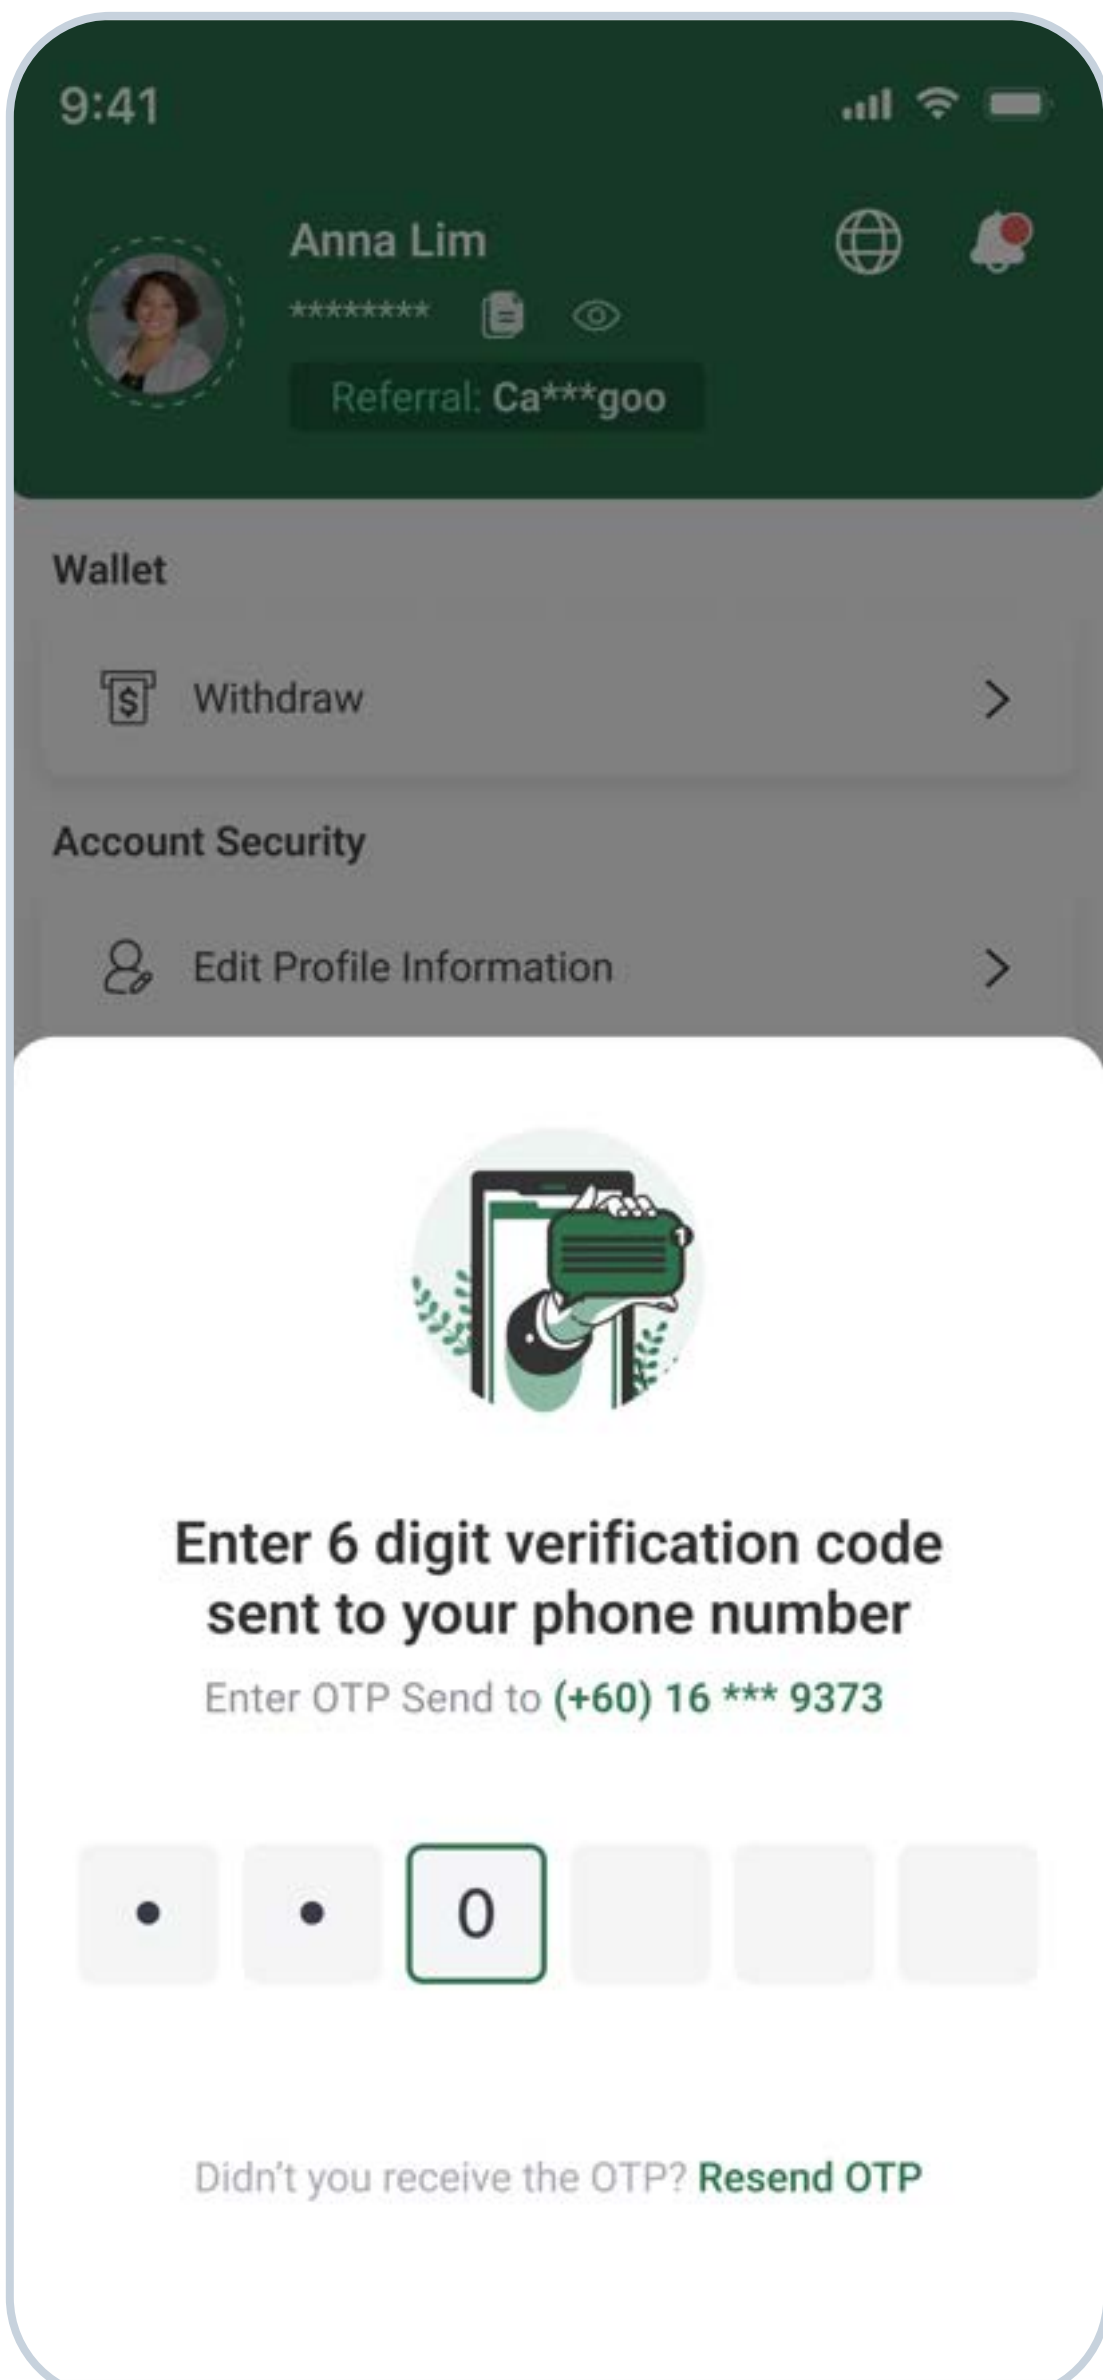 9:41
Anna Lim
********
Referral: Ca***goo
Wallet
$ Withdraw
Account Security
Edit Profile Information
1
Enter 6 digit verification code
sent to your phone number
Enter OTP Send to (+60) 16 *** 9373
• • 0
Didn't you receive the OTP? Resend OTP